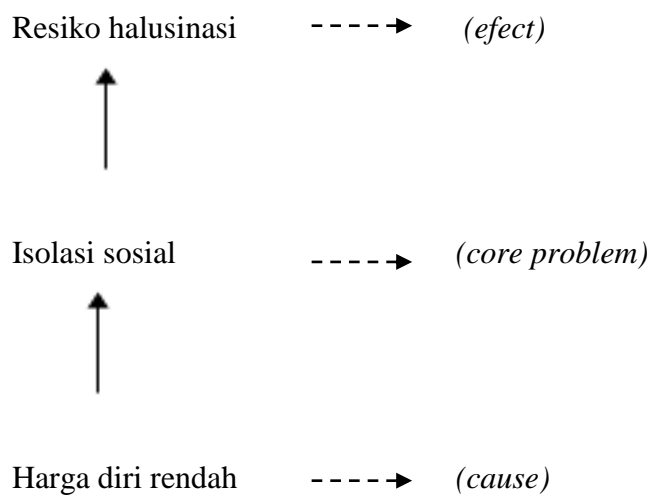 Resiko halusinasi (efect)
Isolasi sosial (core problem)
Harga diri rendah (cause)